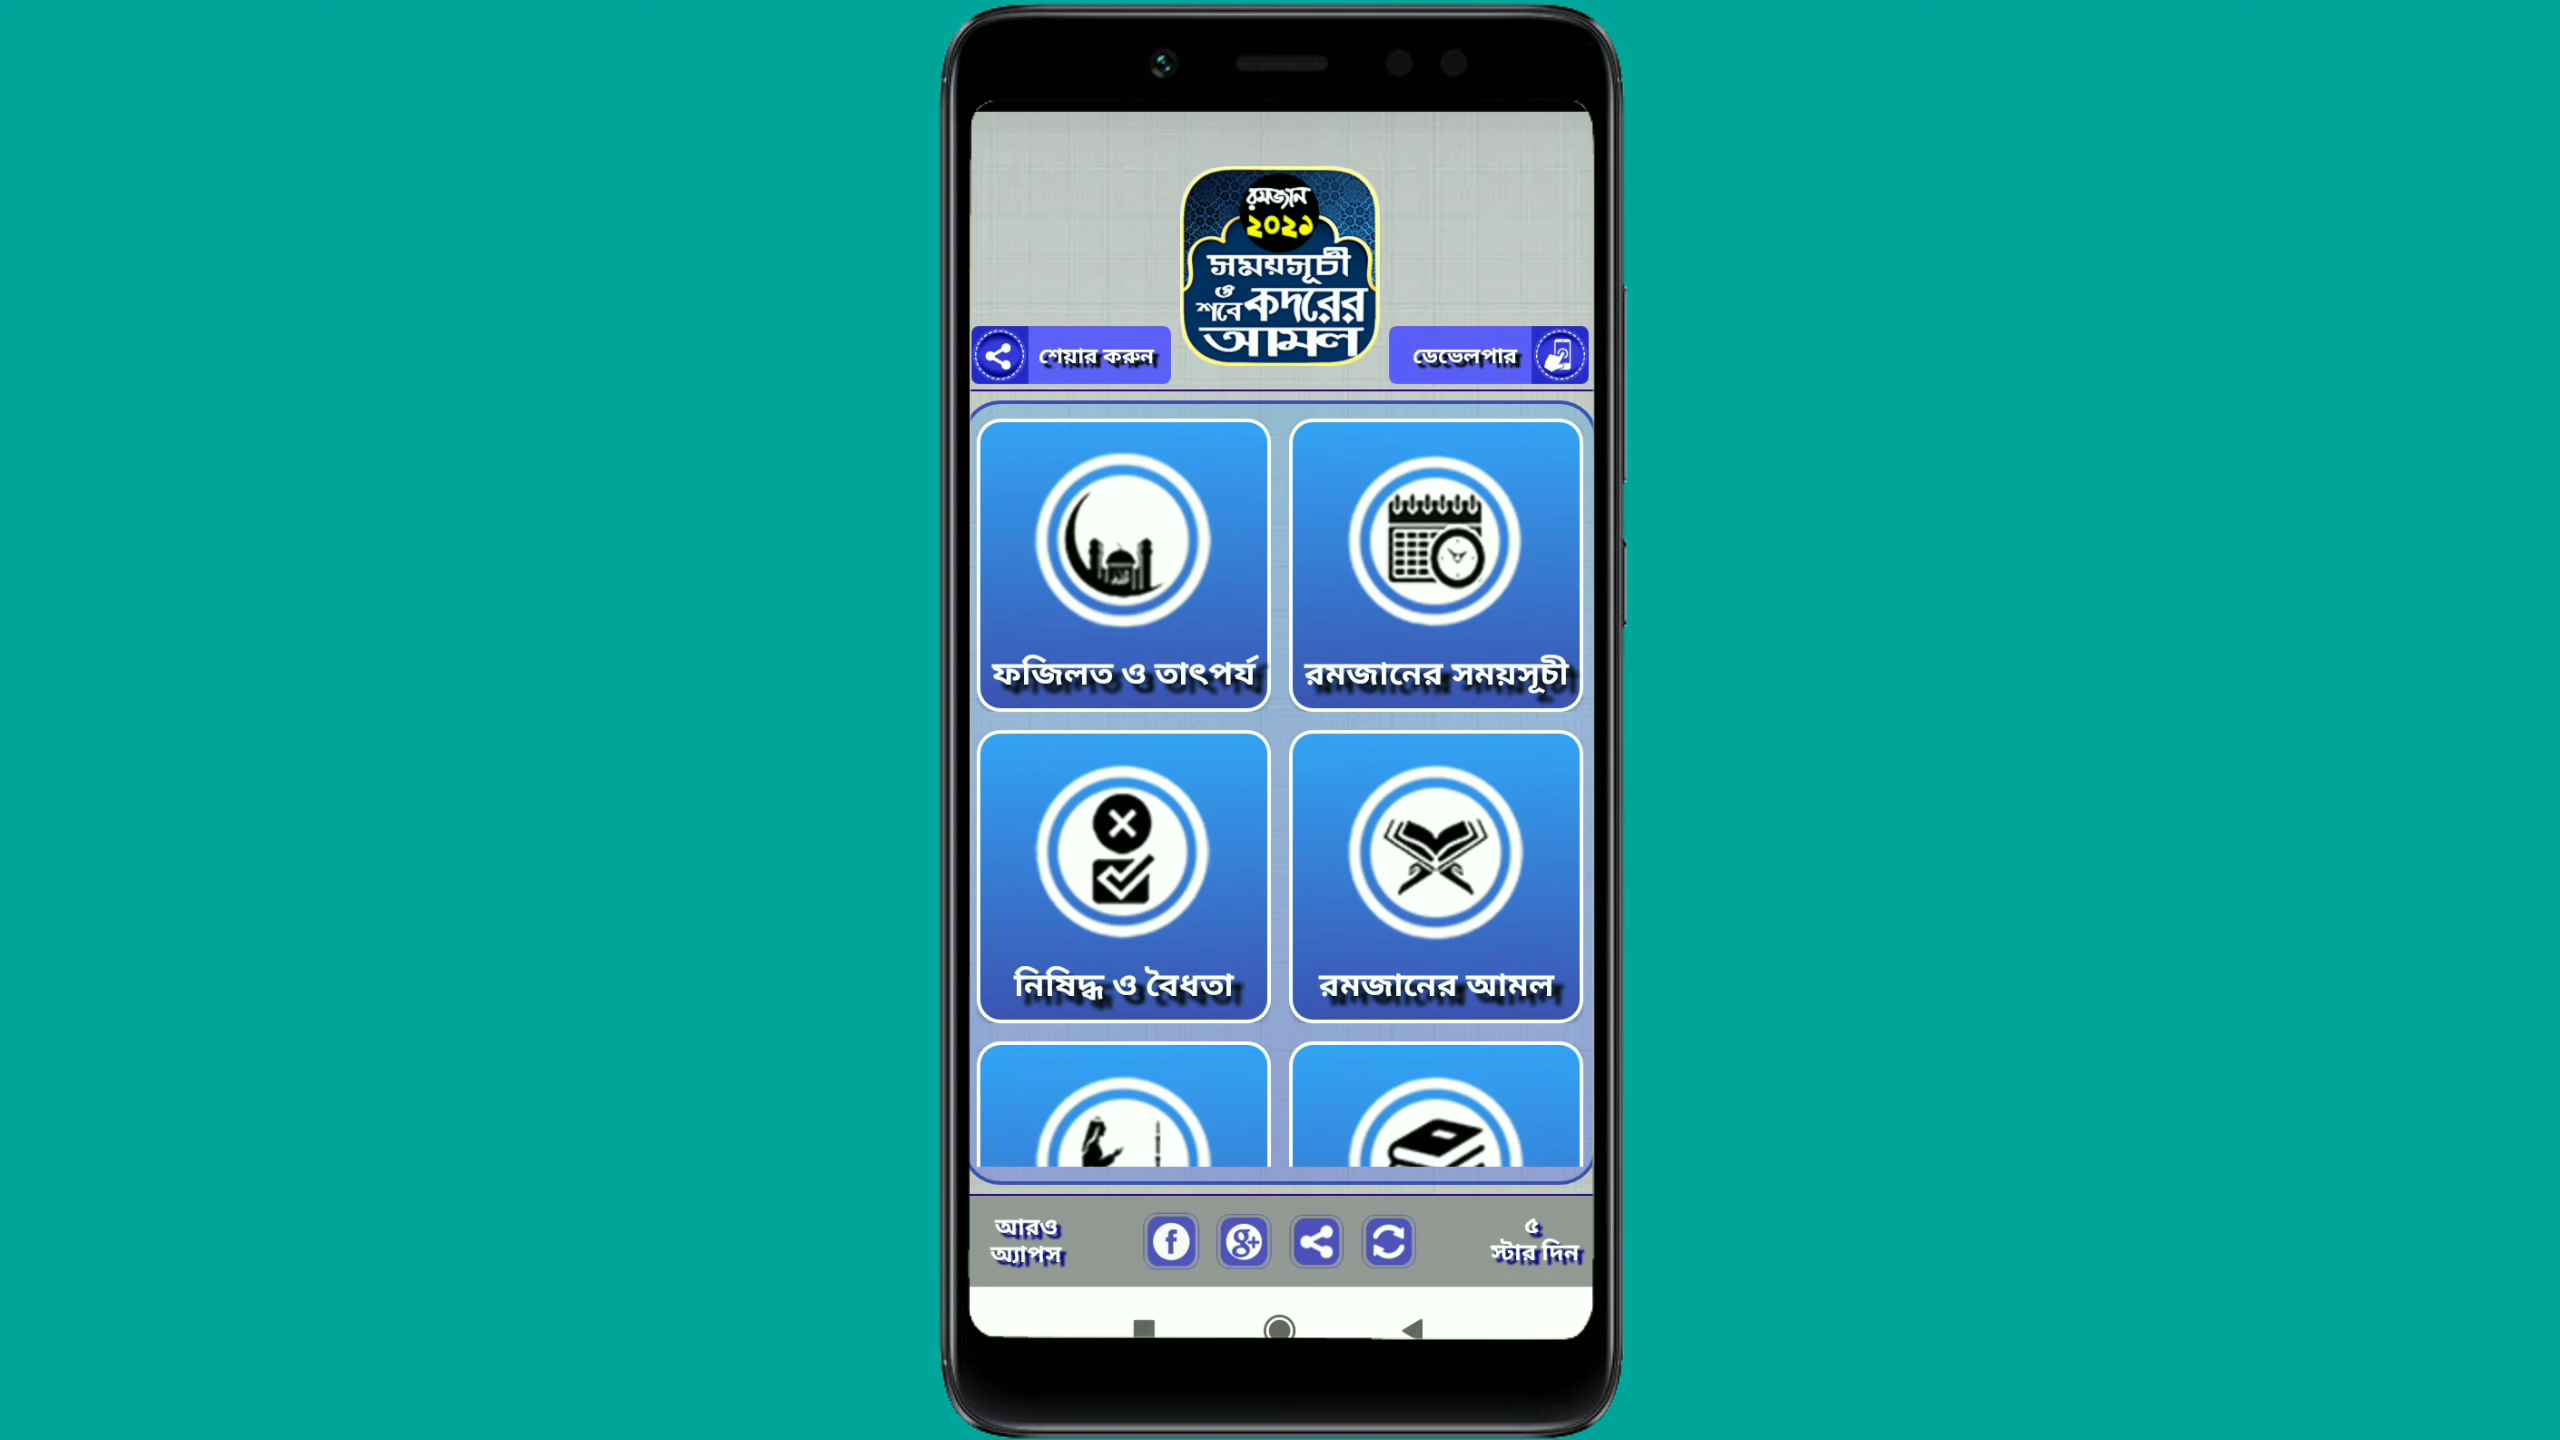 রমজান
২০২১
সময়সূচী
ও
শবে কদরের
আমল
শেয়ার করুন
ডেভেলপার
ফজিলত ও তাৎপর্য
রমজানের সময়সূচী
নিষিদ্ধ ও বৈধতা
রমজানের আমল
আরও
অ্যাপস
f
g+
৫
স্টার দিন